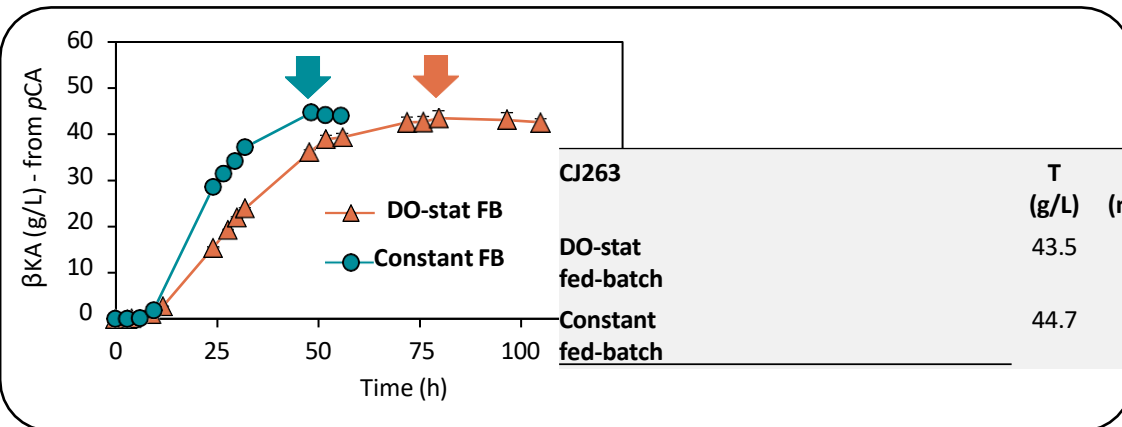 60
50
40
30
20
10
0
βKA (g/L) - from pCA
0 25 50 75 100
Time (h)
DO-stat FB
Constant FB
CJ263 T
(g/L)
DO-stat 43.5
fed-batch
Constant 44.7
fed-batch